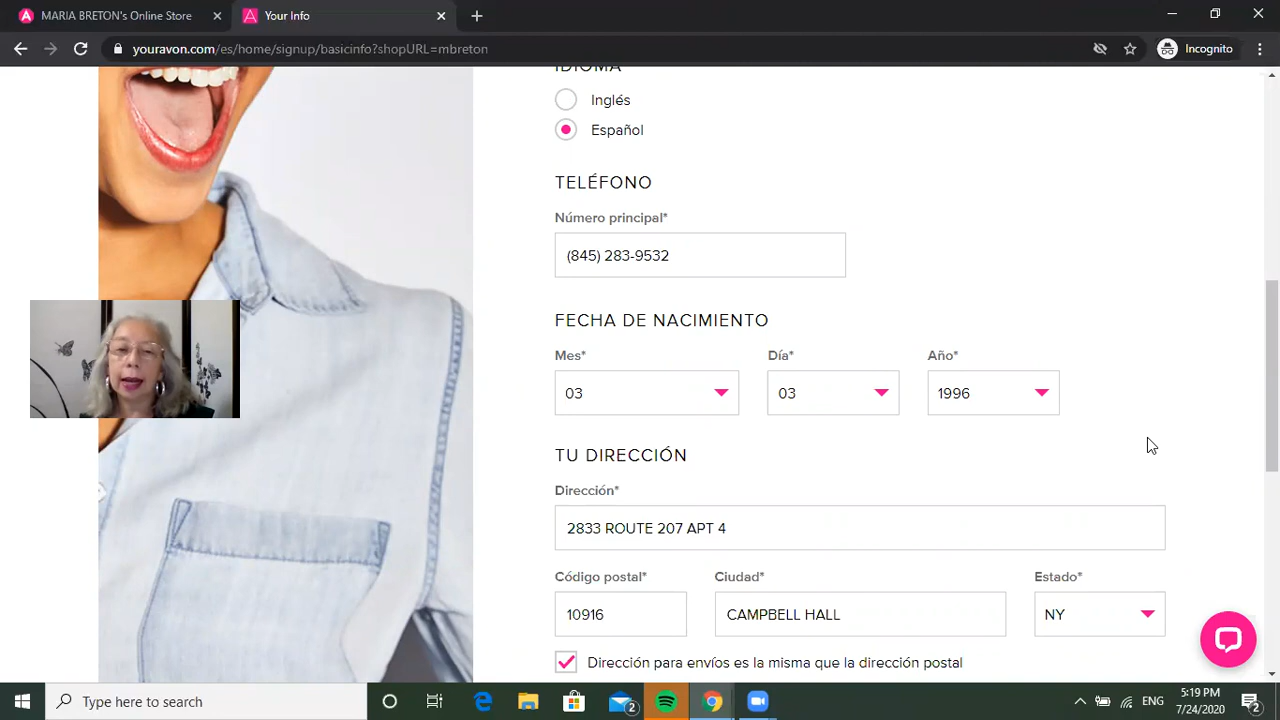 MARIA BRETON's Online Store
Your Info
youravon.com/es/home/signup/basicinfo?shopURL=mbreton
Incognito
IDIOMA
Inglés
Español
TELÉFONO
Número principal*
(845) 283-9532
FECHA DE NACIMIENTO
Mes* Día* Año*
03 03 1996
TU DIRECCIÓN
Dirección*
2833 ROUTE 207 APT 4
Código postal* Ciudad* Estado*
10916 CAMPBELL HALL NY
Dirección para envíos es la misma que la dirección postal
Type here to search
2
ENG
5:19 PM
7/24/2020
2